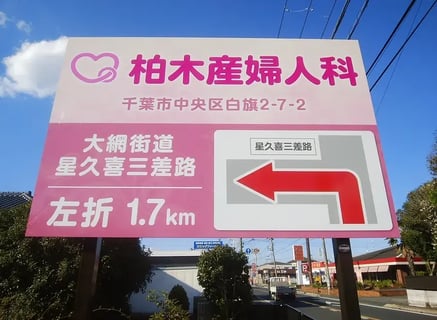 柏木産婦人科
千葉市中央区白旗2-7-2
大網街道
星久喜三差路
左折 1.7km
星久喜三差路